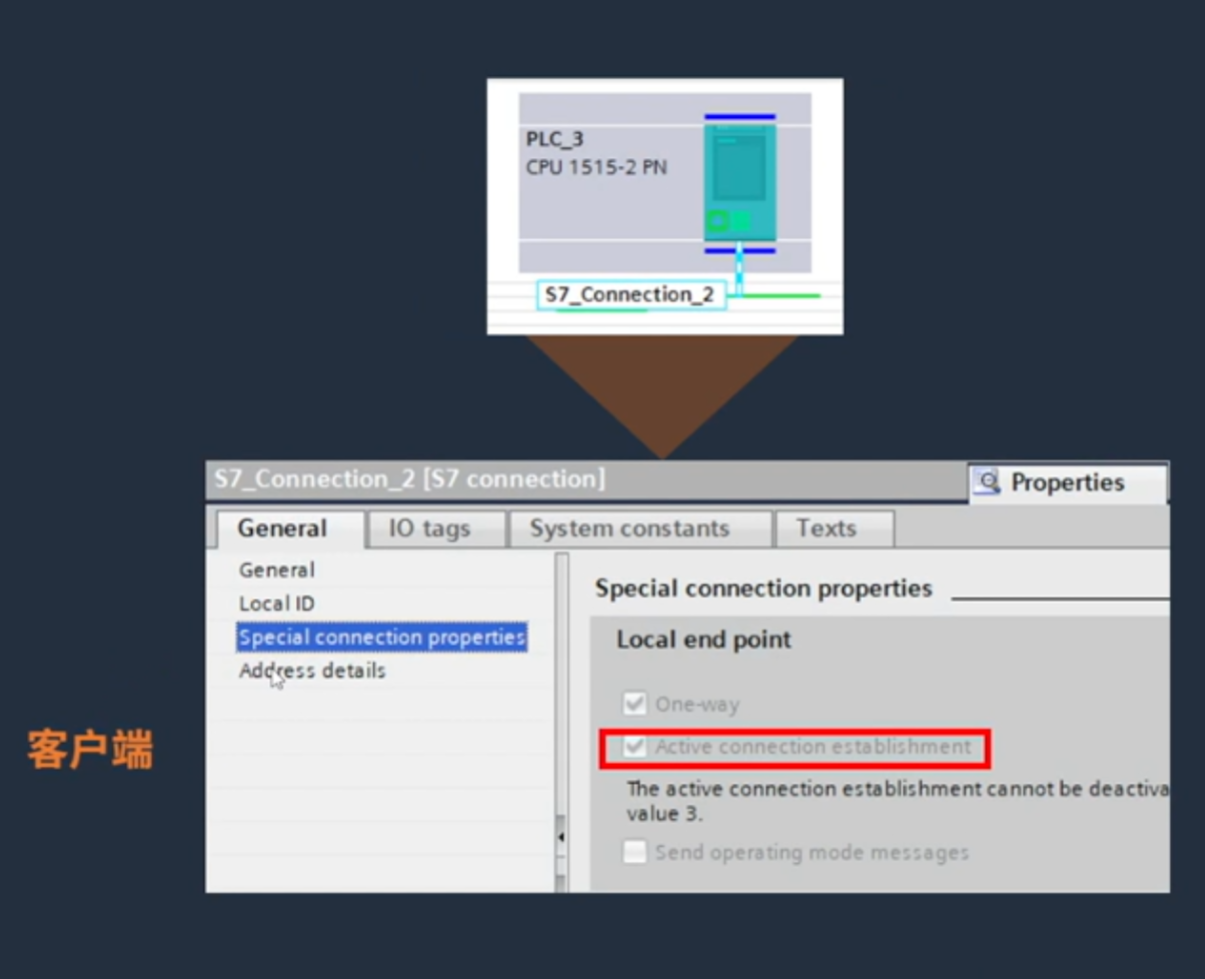 PLC_3
CPU 1515-2 PN
S7_Connection_2
S7_Connection_2 [S7 connection]
Properties
General
IO tags
System constants
Texts
General
Local ID
Special connection properties
Address details
Special connection properties
Local end point
One-way
Active connection establishment
The active connection establishment cannot be deactiva
value 3.
Send operating mode messages
客户端